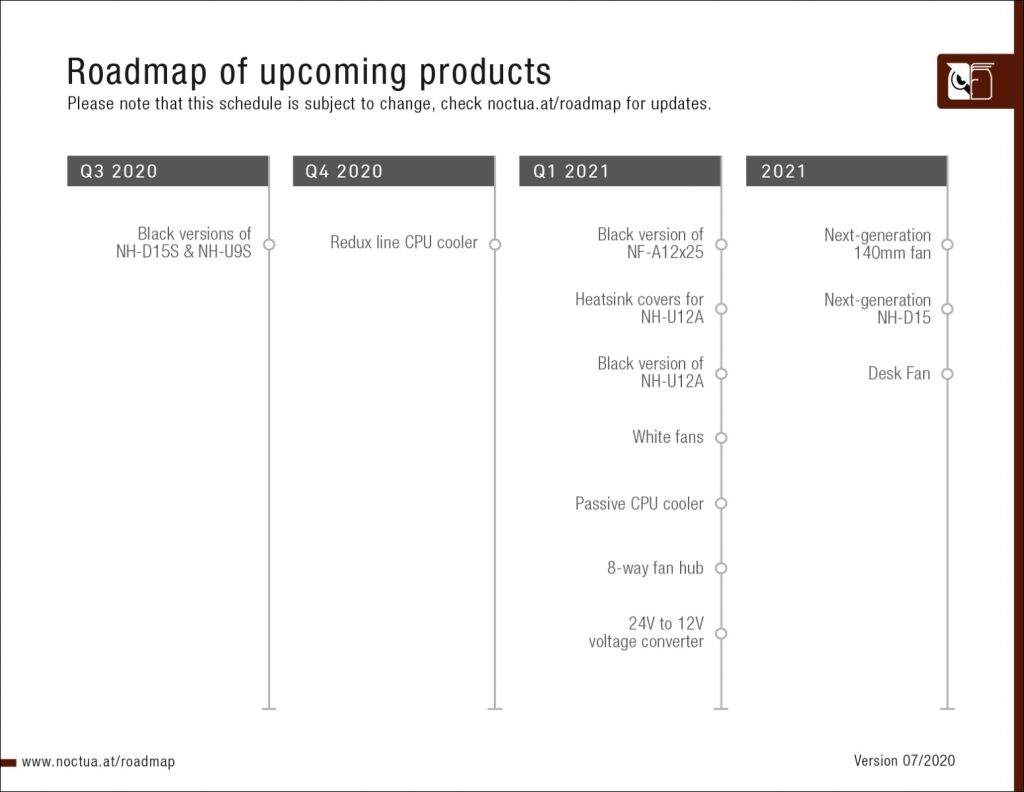 Roadmap of upcoming products
Please note that this schedule is subject to change, check noctua.at/roadmap for updates.
Q3 2020
Black versions of
NH-D15S & NH-U9S
Q4 2020
Redux line CPU cooler
Q1 2021
Black version of
NF-A12x25
Heatsink covers for
NH-U12A
Black version of
NH-U12A
White fans
Passive CPU cooler
8-way fan hub
24V to 12V
voltage converter
2021
Next-generation
140mm fan
Next-generation
NH-D15
Desk Fan
www.noctua.at/roadmap
Version 07/2020